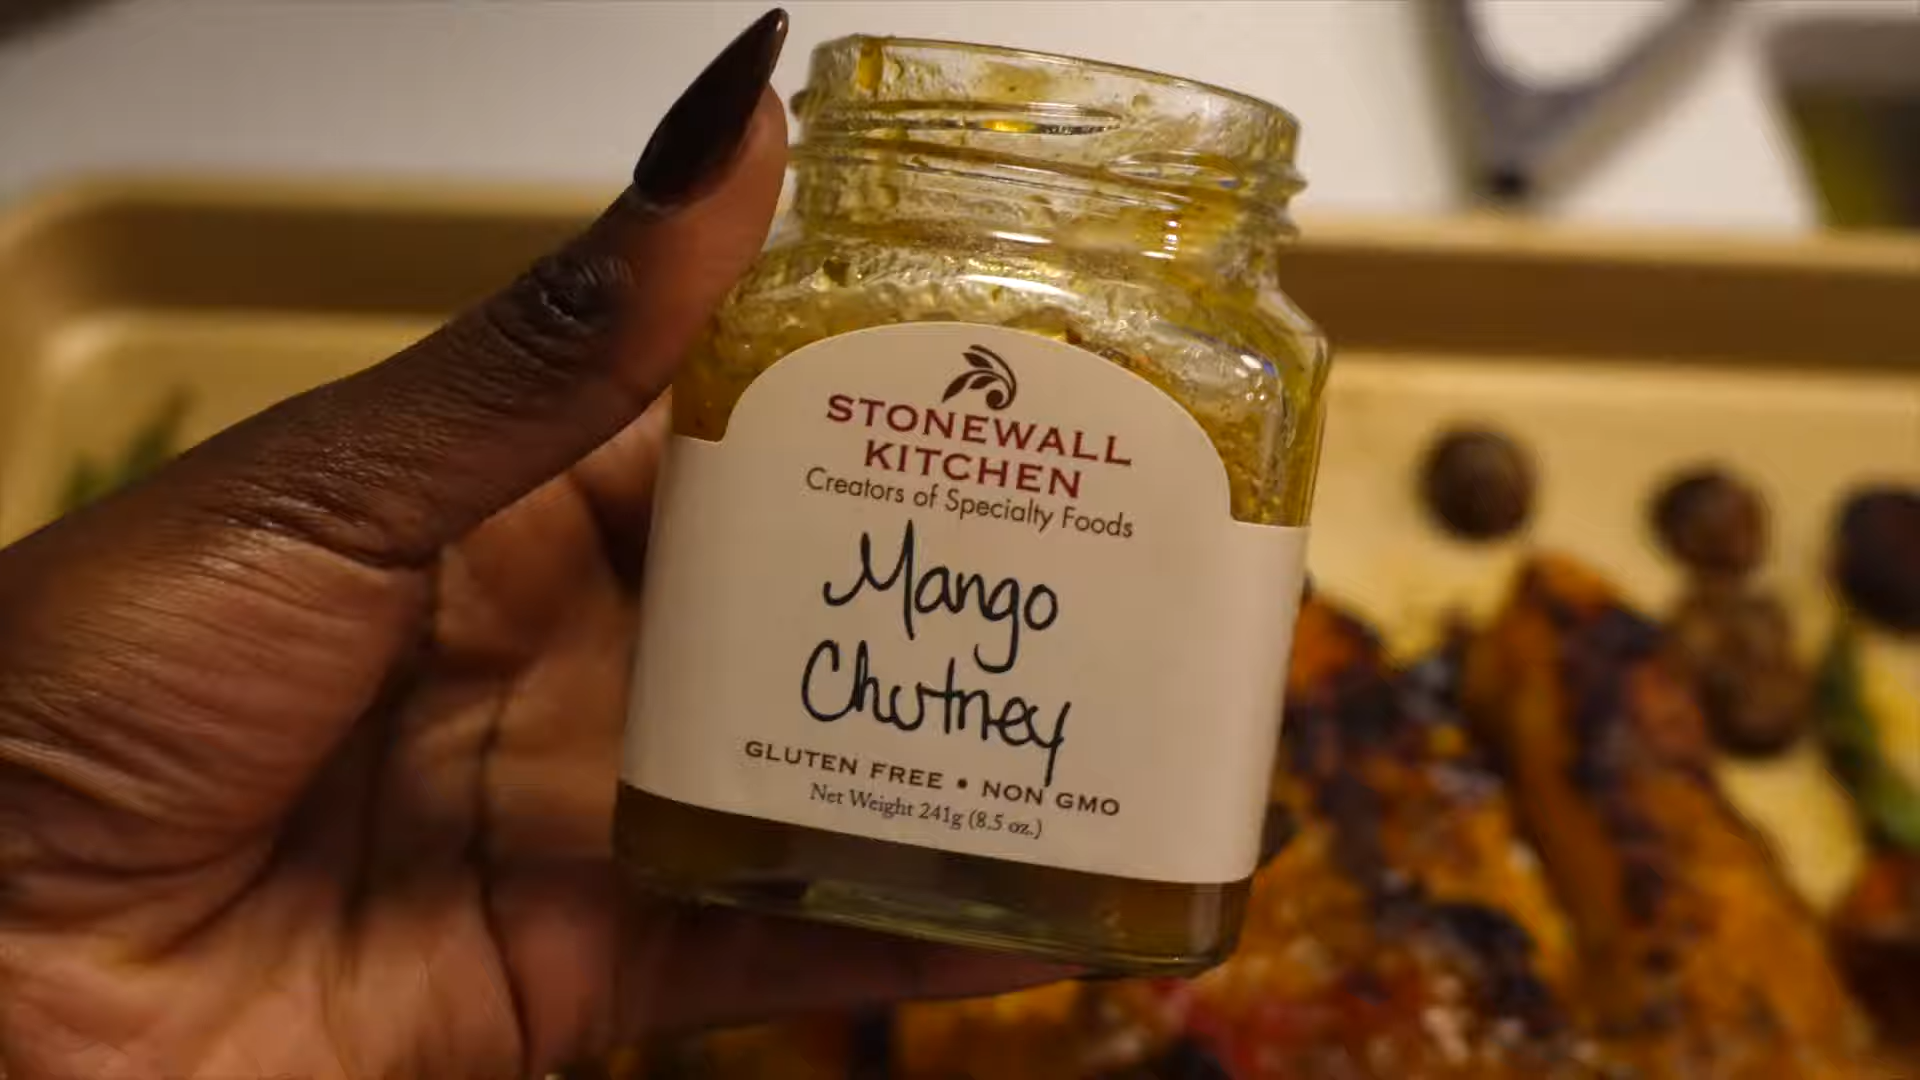 STONEWALL
KITCHEN
Creators of Specialty Foods
Mango
Chutney
GLUTEN FREE • NON GMO
Net Weight 241g (8.5 oz.)